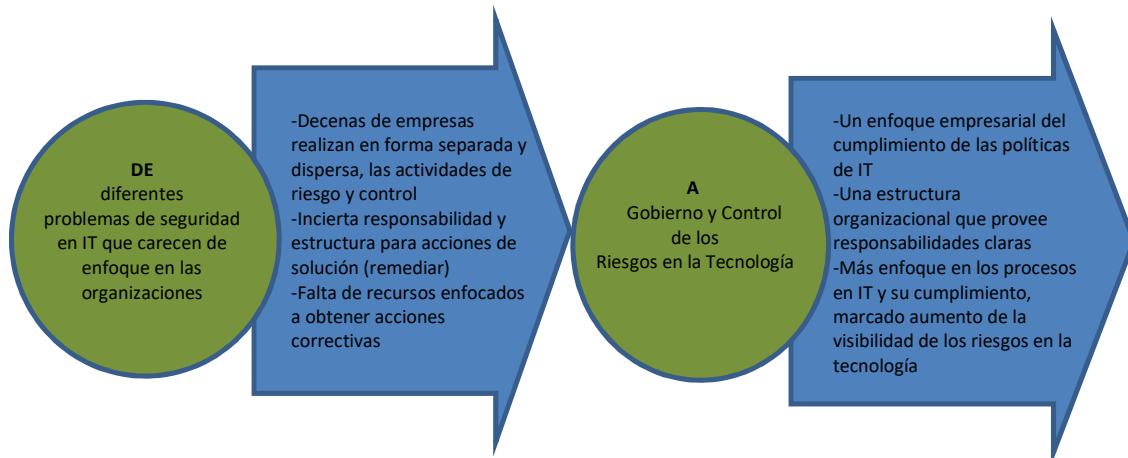 DE
diferentes
problemas de seguridad
en IT que carecen de
enfoque en las
organizaciones
-Decenas de empresas
realizan en forma separada y
dispersa, las actividades de
riesgo y control
-Incierta responsabilidad y
estructura para acciones de
solución (remediar)
-Falta de recursos enfocados
a obtener acciones
correctivas
A
Gobierno y Control
de los
Riesgos en la Tecnología
-Un enfoque empresarial del
cumplimiento de las políticas
de IT
-Una estructura
organizacional que provee
responsabilidades claras
-Más enfoque en los procesos
en IT y su cumplimiento,
marcado aumento de la
visibilidad de los riesgos en la
tecnología